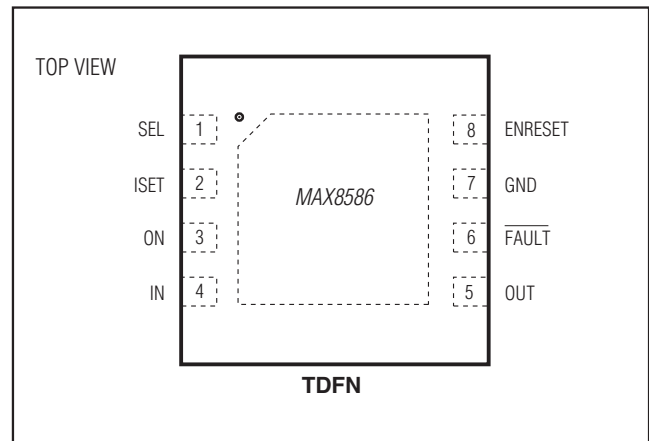 TOP VIEW
SEL 1 8 ENRESET
ISET 2 7 GND
MAX8586
ON 3 6 FAULT
IN 4 5 OUT
TDFN